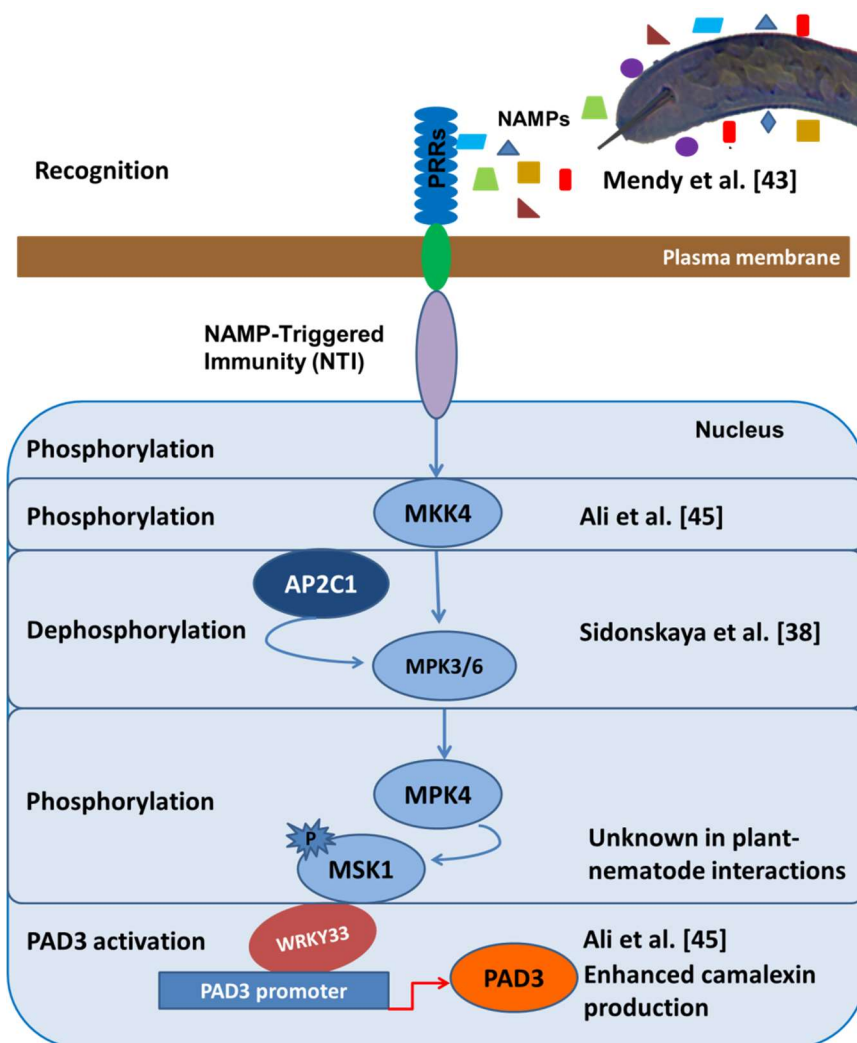 NAMPs
PRRs
Recognition
Mendy et al. [43]
Plasma membrane
NAMP-Triggered
Immunity (NTI)
Nucleus
Phosphorylation
Phosphorylation
MKK4
Ali et al. [45]
AP2C1
Dephosphorylation
MPK3/6
Sidonskaya et al. [38]
Phosphorylation
MPK4
P
MSK1
Unknown in plant-
nematode interactions
PAD3 activation
WRKY33
Ali et al. [45]
PAD3 promoter
PAD3
Enhanced camalexin
production